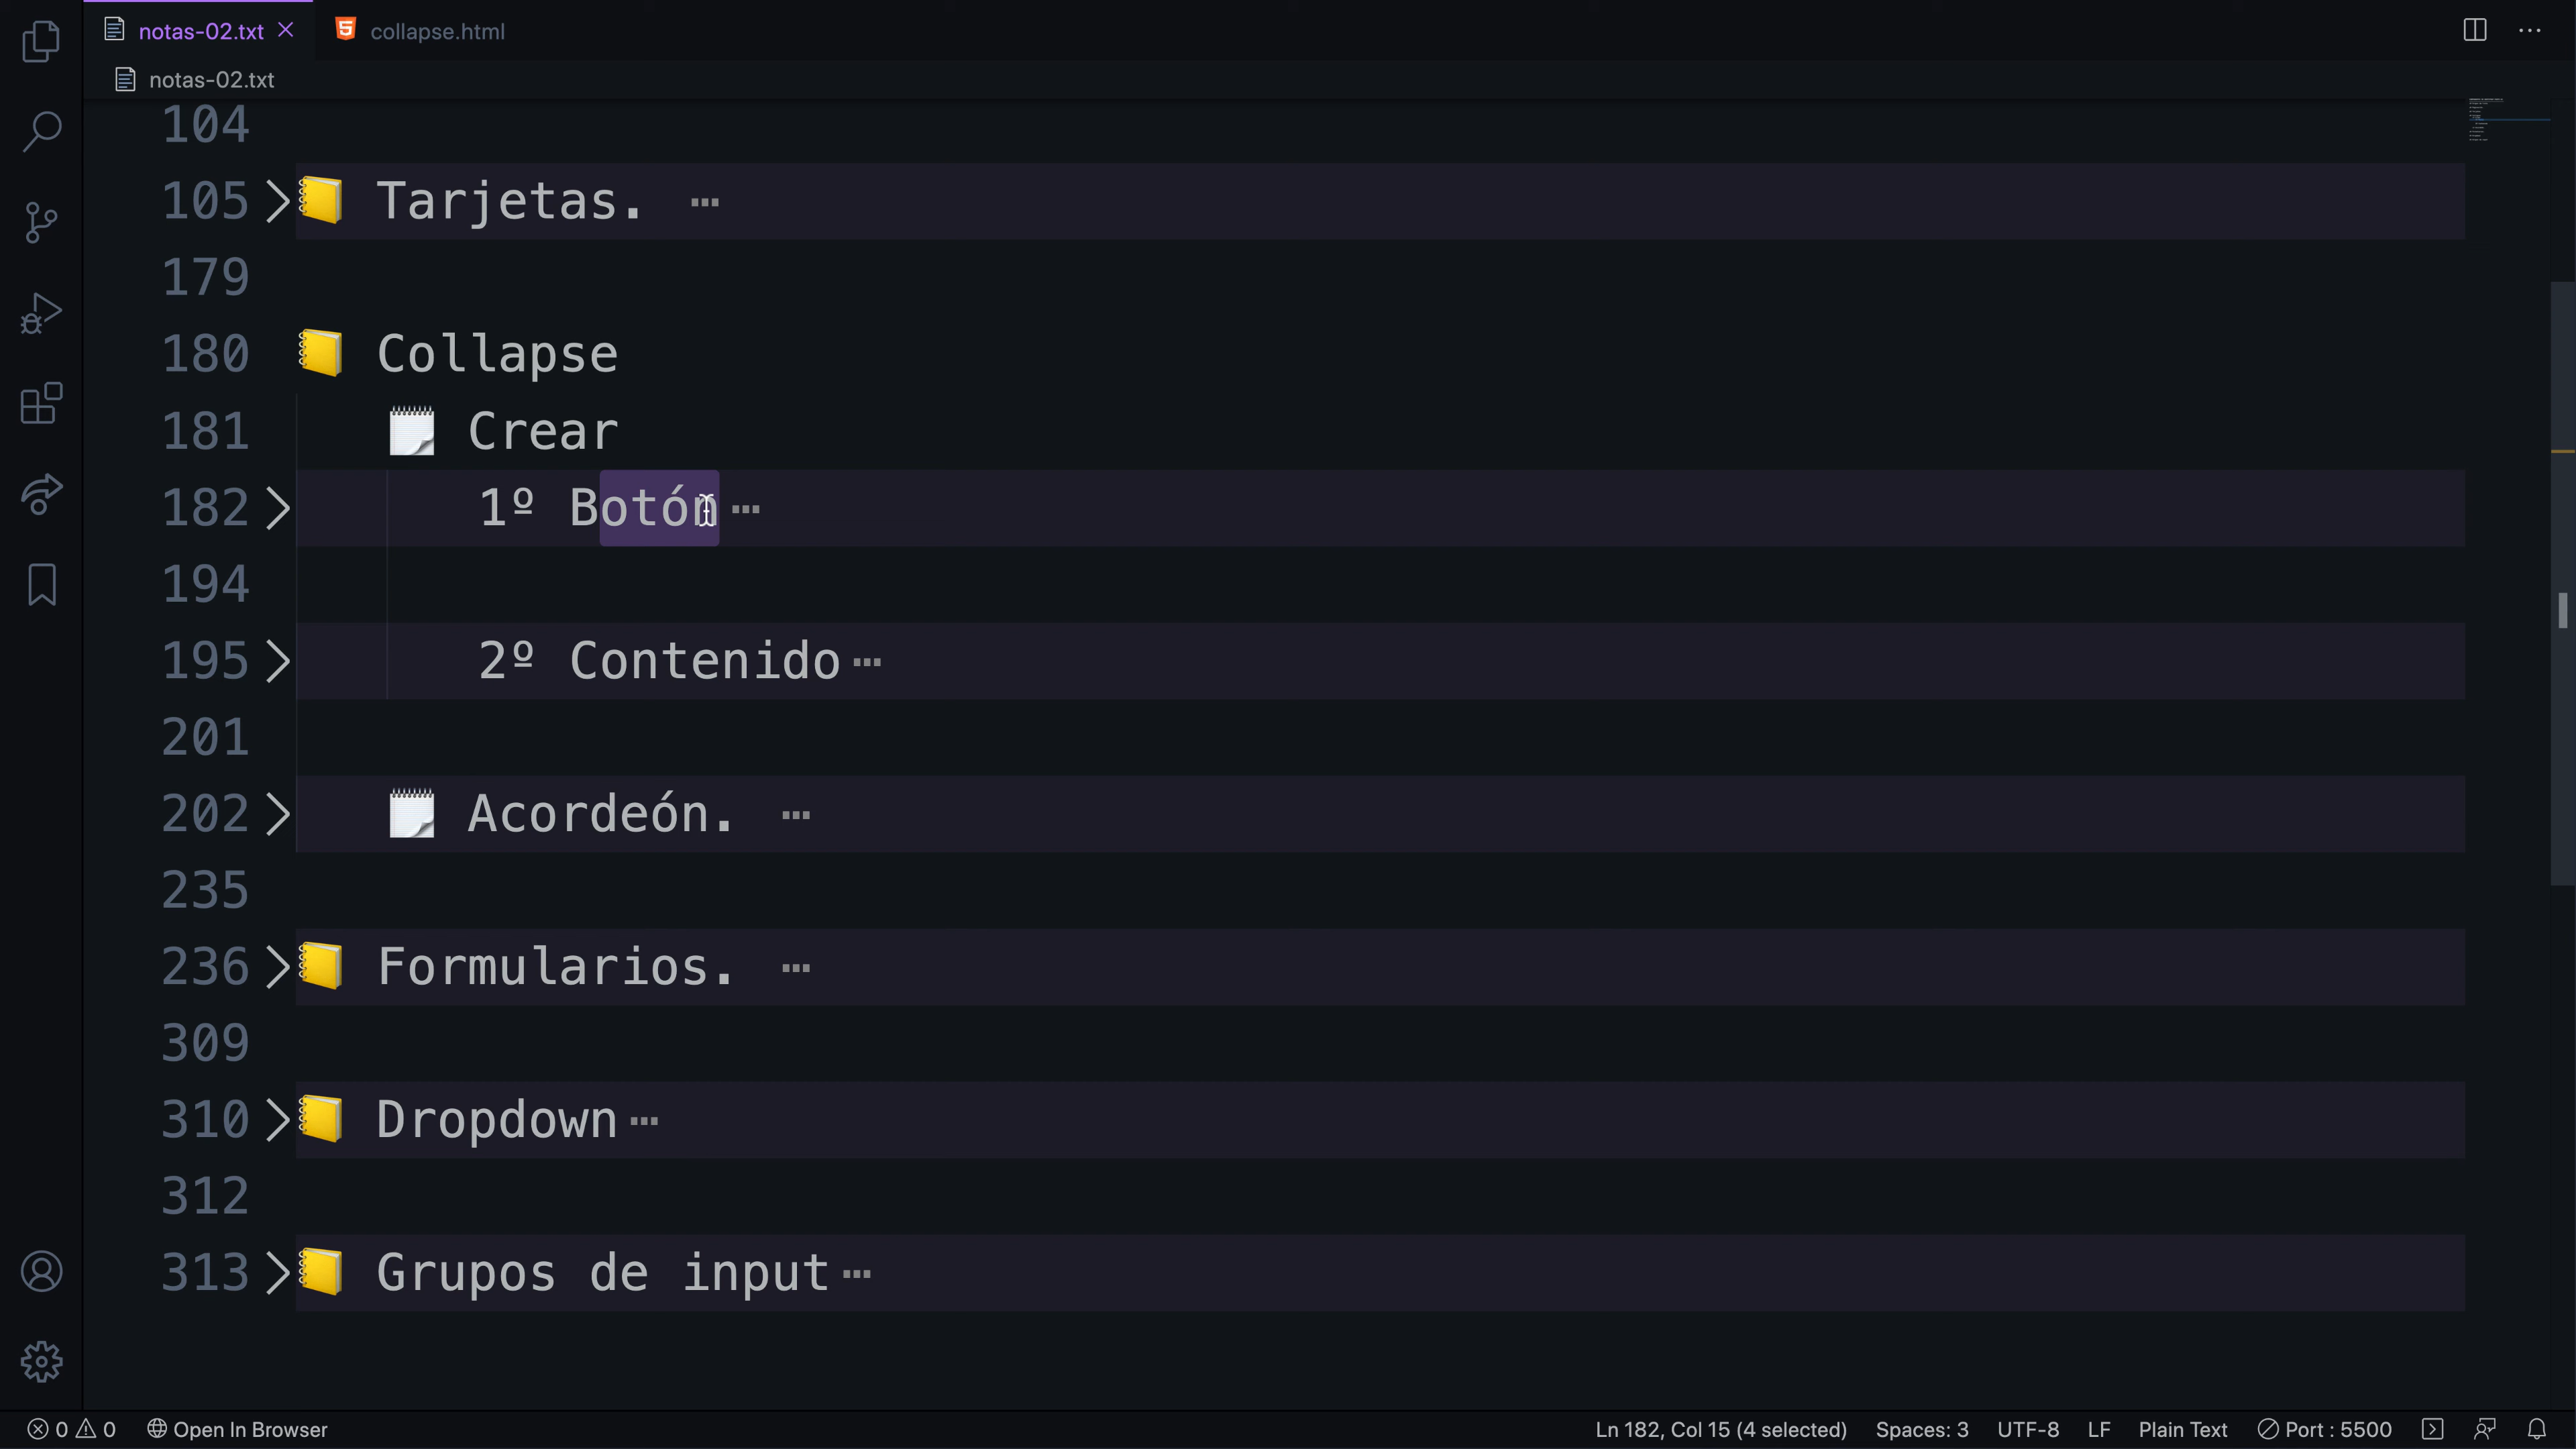 notas-02.txt
collapse.html
notas-02.txt
104
105 Tarjetas. ⋯
179
180 Collapse
181 Crear
182 1º Botón ⋯
194
195 2º Contenido ⋯
201
202 Acordeón. ⋯
235
236 Formularios. ⋯
309
310 Dropdown ⋯
312
313 Grupos de input ⋯
0 0 Open In Browser Ln 182, Col 15 (4 selected) Spaces: 3 UTF-8 LF Plain Text Port : 5500